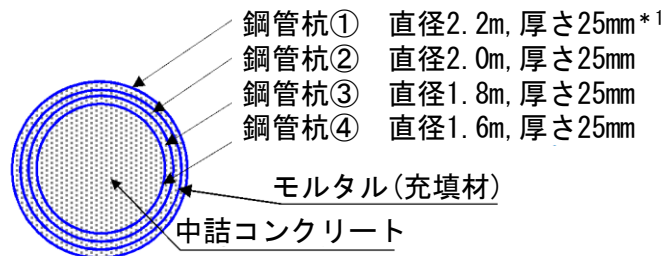 鋼管杭① 直径2.2m,厚さ25mm*1
鋼管杭② 直径2.0m,厚さ25mm
鋼管杭③ 直径1.8m,厚さ25mm
鋼管杭④ 直径1.6m,厚さ25mm
モルタル(充填材)
中詰コンクリート